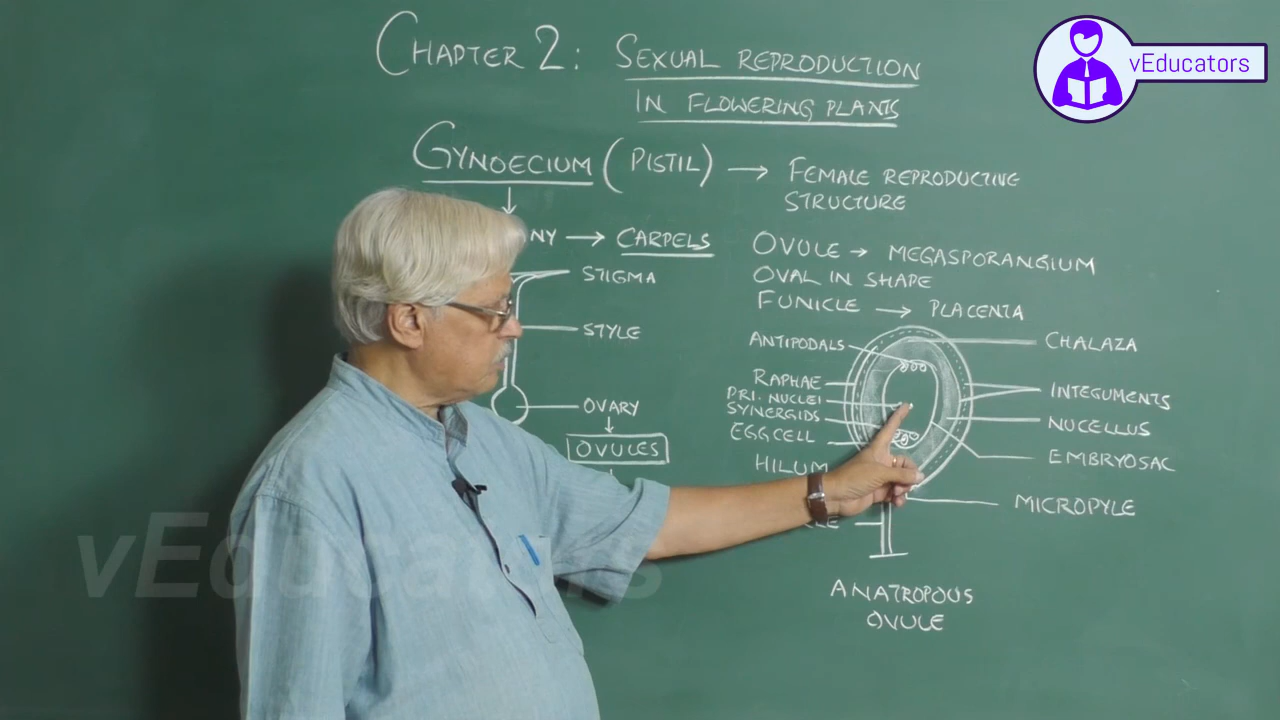 CHAPTER 2: SEXUAL REPRODUCTION
IN FLOWERING PLANTS
vEducators
GYNOECIUM (PISTIL) → FEMALE REPRODUCTIVE
STRUCTURE
NY → CARPELS
STIGMA
STYLE
OVARY
OVULES
OVULE → MEGASPORANGIUM
OVAL IN SHAPE
FUNICLE → PLACENTA
ANTIPODALS
RAPHAE
PRI. NUCLEI
SYNERGIDS
EGG CELL
HILUM
CHALAZA
INTEGUMENTS
NUCELLUS
EMBRYOSAC
MICROPYLE
ANATROPOUS
OVULE
vEducators